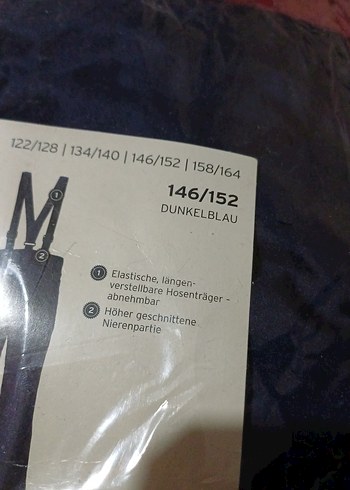 122/128 | 134/140 | 146/152 | 158/164
146/152
DUNKELBLAU
1
2
1 Elastische, längen-
verstellbare Hosenträger –
abnehmbar
2 Höher geschnittene
Nierenpartie